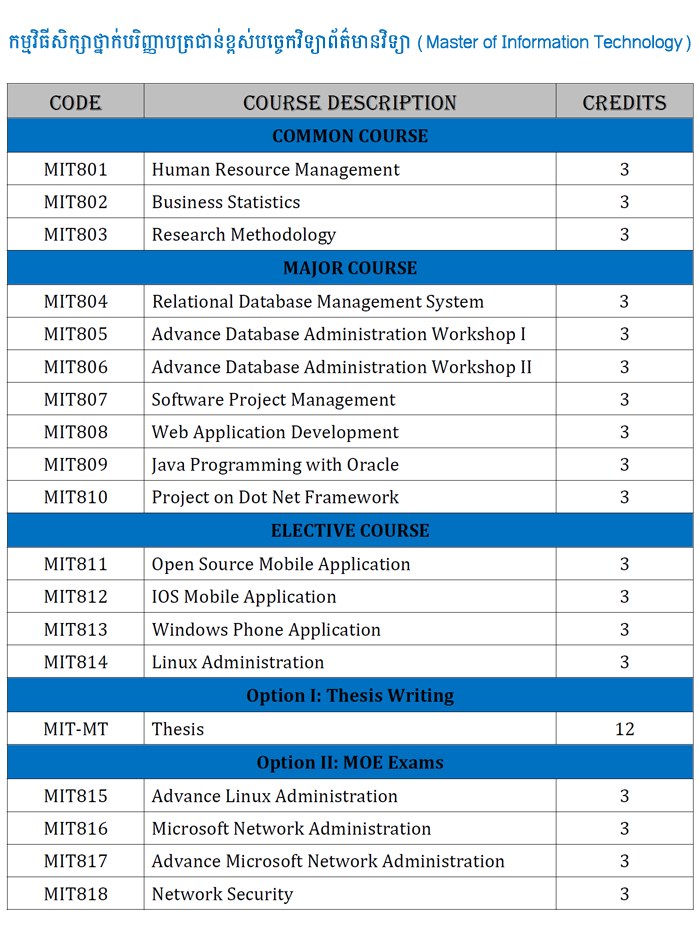 កម្មវិធីសិក្សាថ្នាក់បរិញ្ញាបត្រជាន់ខ្ពស់បច្ចេកវិទ្យាព័ត៌មានវិទ្យា ( Master of Information Technology )
CODE COURSE DESCRIPTION CREDITS
COMMON COURSE
MIT801 Human Resource Management 3
MIT802 Business Statistics 3
MIT803 Research Methodology 3
MAJOR COURSE
MIT804 Relational Database Management System 3
MIT805 Advance Database Administration Workshop I 3
MIT806 Advance Database Administration Workshop II 3
MIT807 Software Project Management 3
MIT808 Web Application Development 3
MIT809 Java Programming with Oracle 3
MIT810 Project on Dot Net Framework 3
ELECTIVE COURSE
MIT811 Open Source Mobile Application 3
MIT812 IOS Mobile Application 3
MIT813 Windows Phone Application 3
MIT814 Linux Administration 3
Option I: Thesis Writing
MIT-MT Thesis 12
Option II: MOE Exams
MIT815 Advance Linux Administration 3
MIT816 Microsoft Network Administration 3
MIT817 Advance Microsoft Network Administration 3
MIT818 Network Security 3